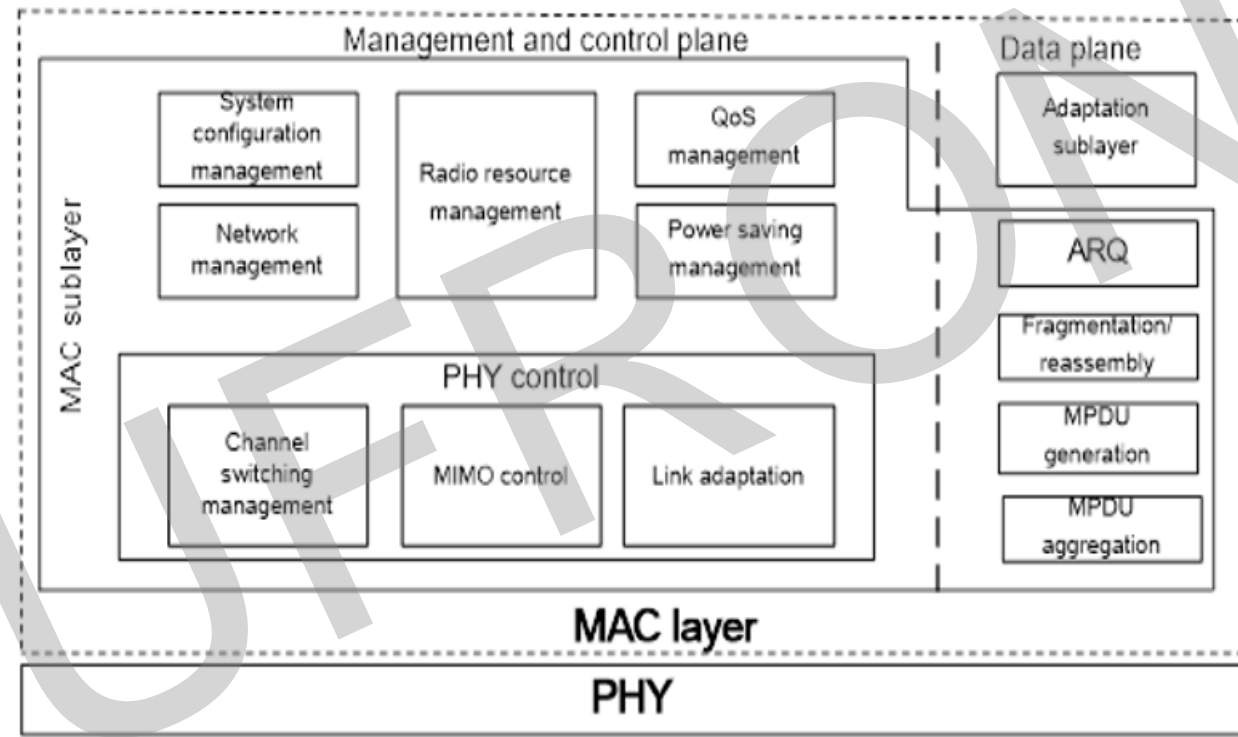 Management and control plane
Data plane
MAC sublayer
System
configuration
management
Radio resource
management
QoS
management
Adaptation
sublayer
Network
management
Power saving
management
ARQ
Fragmentation/
reassembly
PHY control
Channel
switching
management
MIMO control
Link adaptation
MPDU
generation
MPDU
aggregation
MAC layer
PHY
UFRON